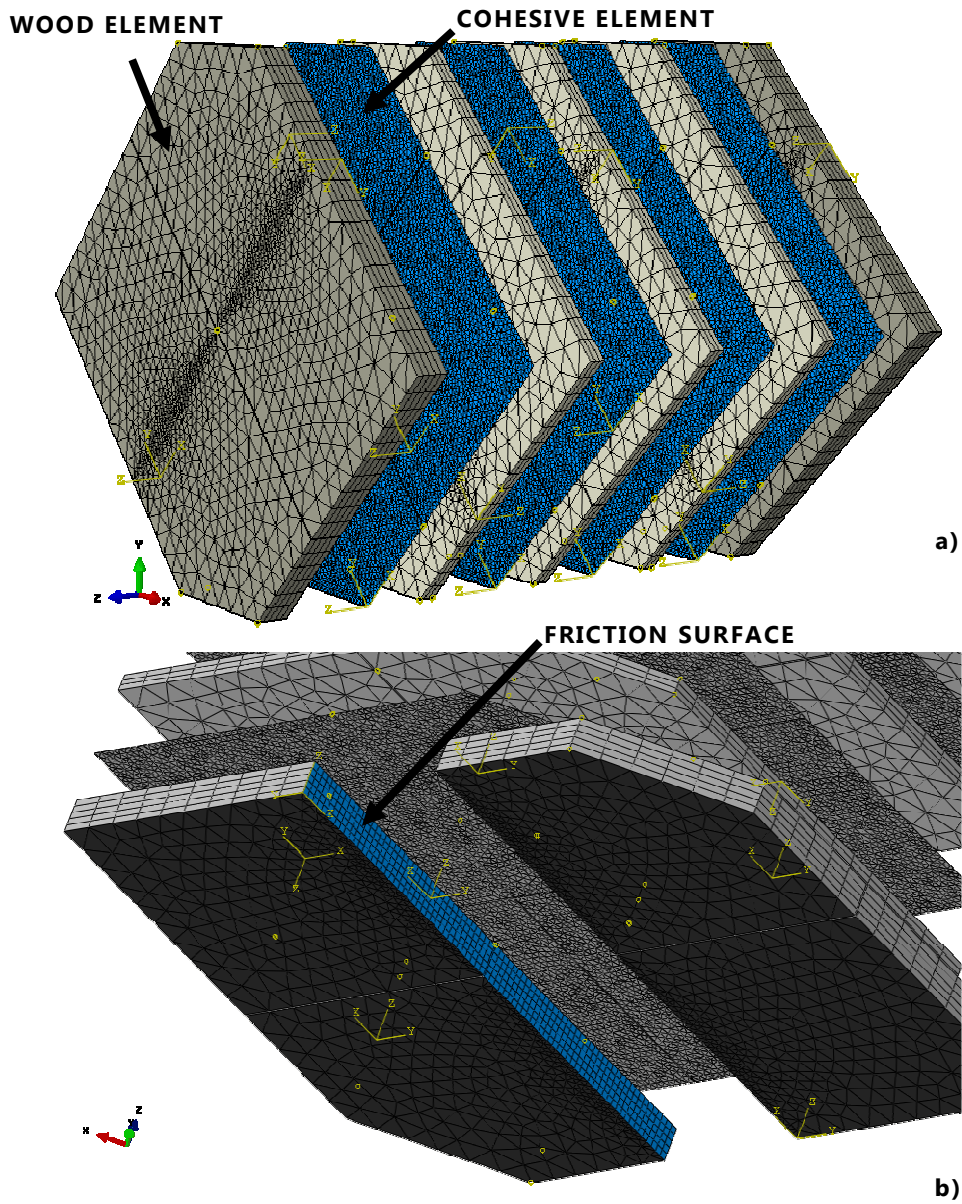 WOOD ELEMENT
COHESIVE ELEMENT
a)
Y
Z
X
FRICTION SURFACE
b)